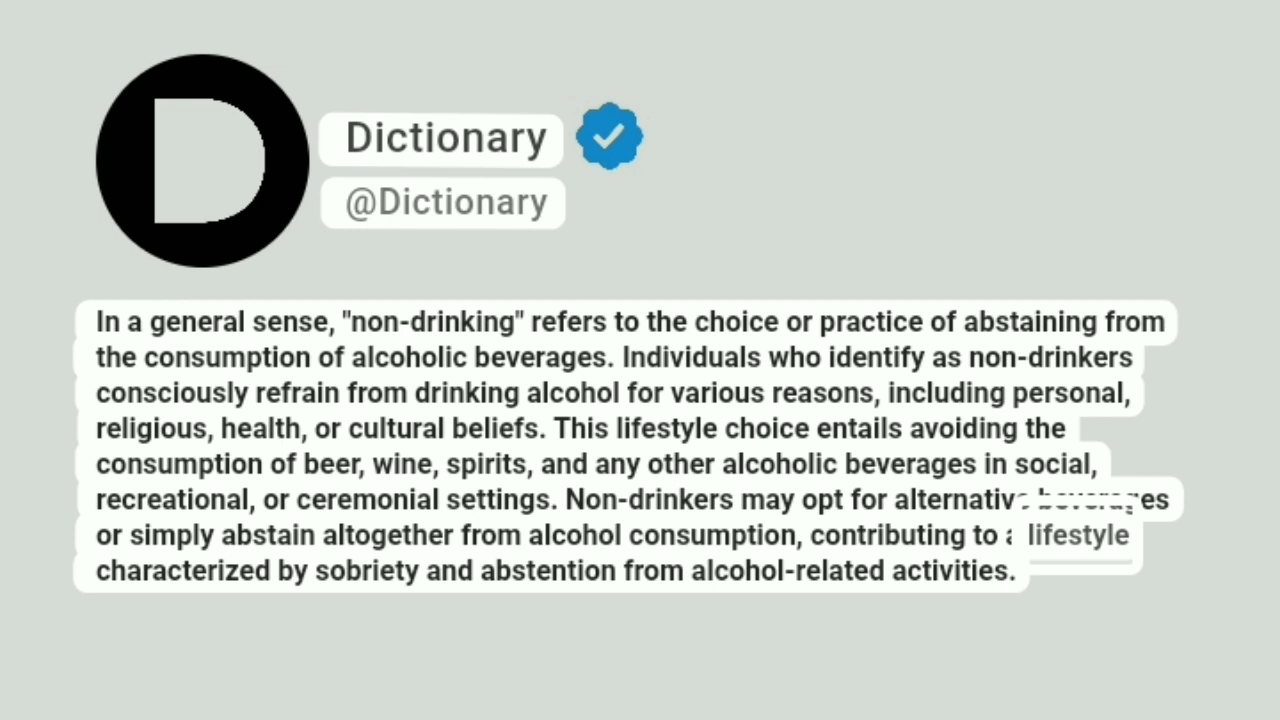 D
Dictionary
@Dictionary
In a general sense, "non-drinking" refers to the choice or practice of abstaining from
the consumption of alcoholic beverages. Individuals who identify as non-drinkers
consciously refrain from drinking alcohol for various reasons, including personal,
religious, health, or cultural beliefs. This lifestyle choice entails avoiding the
consumption of beer, wine, spirits, and any other alcoholic beverages in social,
recreational, or ceremonial settings. Non-drinkers may opt for alternative beverages
or simply abstain altogether from alcohol consumption, contributing to a lifestyle
characterized by sobriety and abstention from alcohol-related activities.